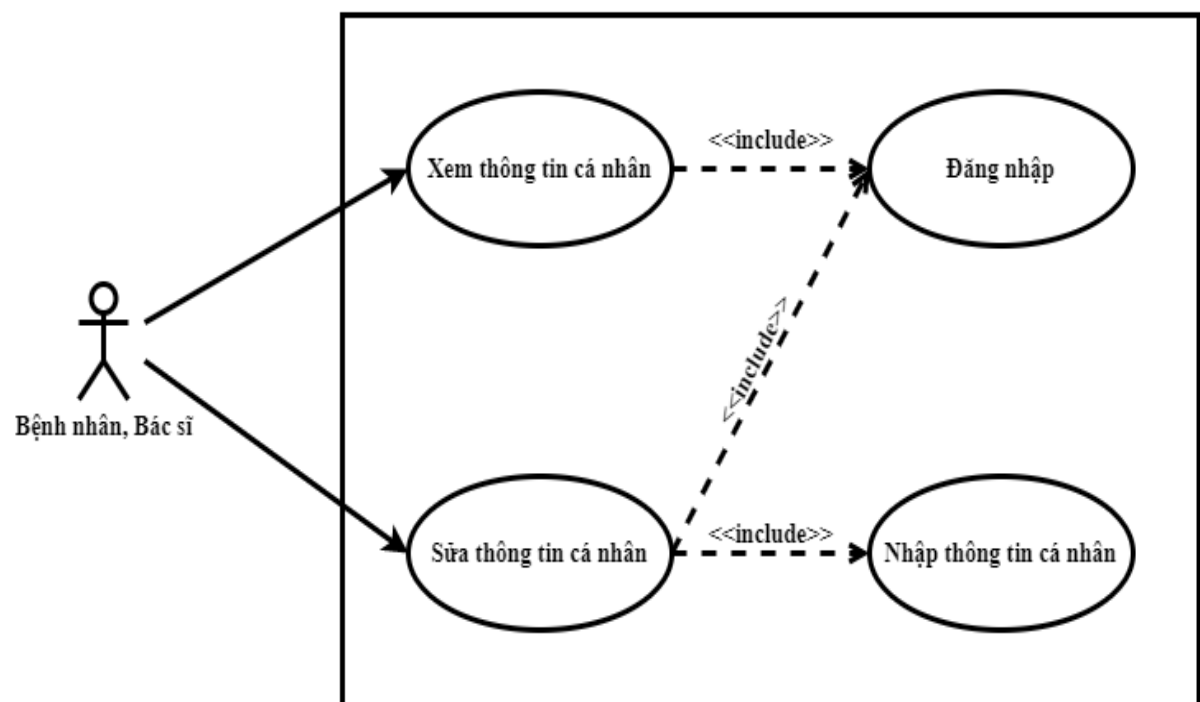 <<include>>
Xem thông tin cá nhân
Đăng nhập
<<include>>
Bệnh nhân, Bác sĩ
<<include>>
Sửa thông tin cá nhân
Nhập thông tin cá nhân